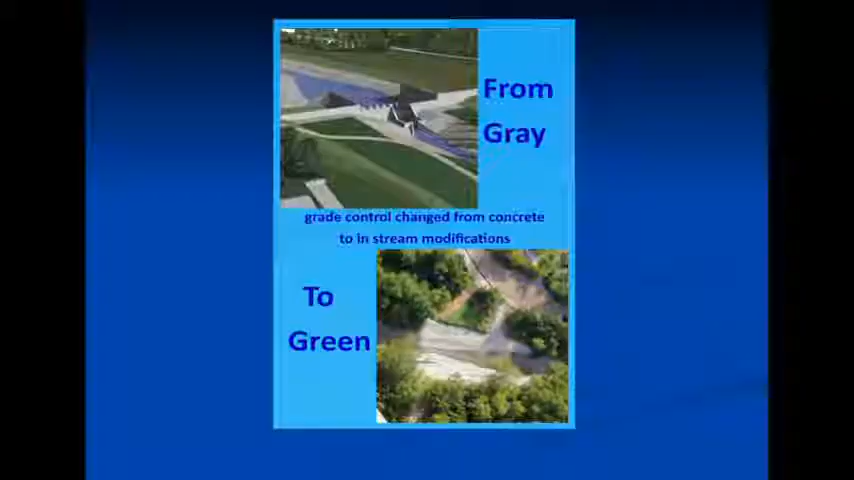 From
Gray
grade control changed from concrete
to in stream modifications
To
Green